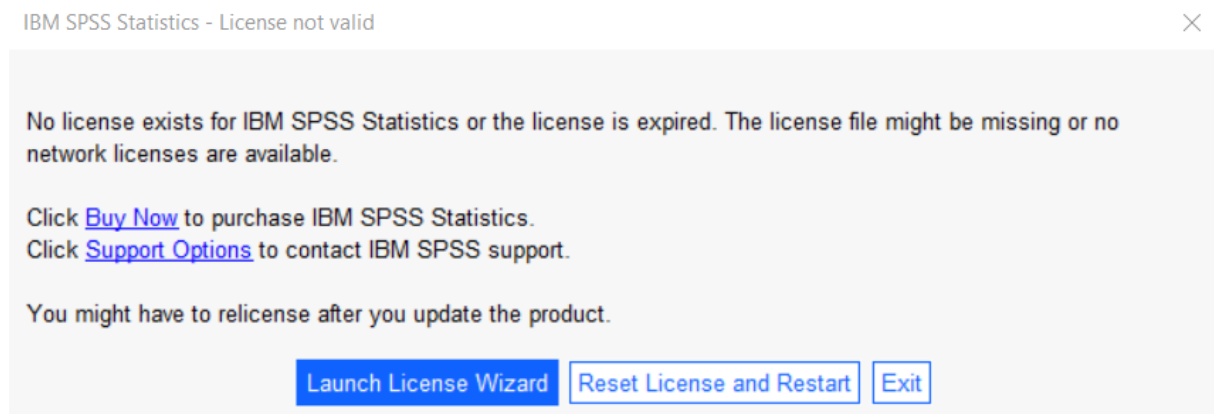 IBM SPSS Statistics - License not valid
No license exists for IBM SPSS Statistics or the license is expired. The license file might be missing or no
network licenses are available.
Click Buy Now to purchase IBM SPSS Statistics.
Click Support Options to contact IBM SPSS support.
You might have to relicense after you update the product.
Launch License Wizard Reset License and Restart Exit